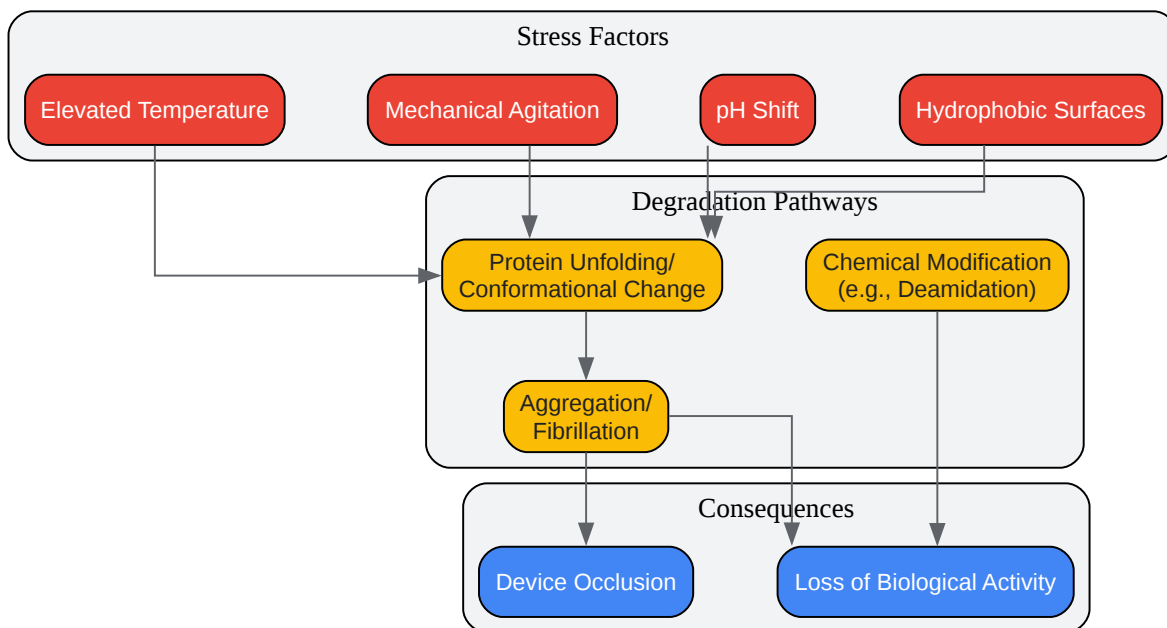 Stress Factors
Elevated Temperature
Mechanical Agitation
pH Shift
Hydrophobic Surfaces
Degradation Pathways
Protein Unfolding/
Conformational Change
Chemical Modification
(e.g., Deamidation)
Aggregation/
Fibrillation
Consequences
Device Occlusion
Loss of Biological Activity